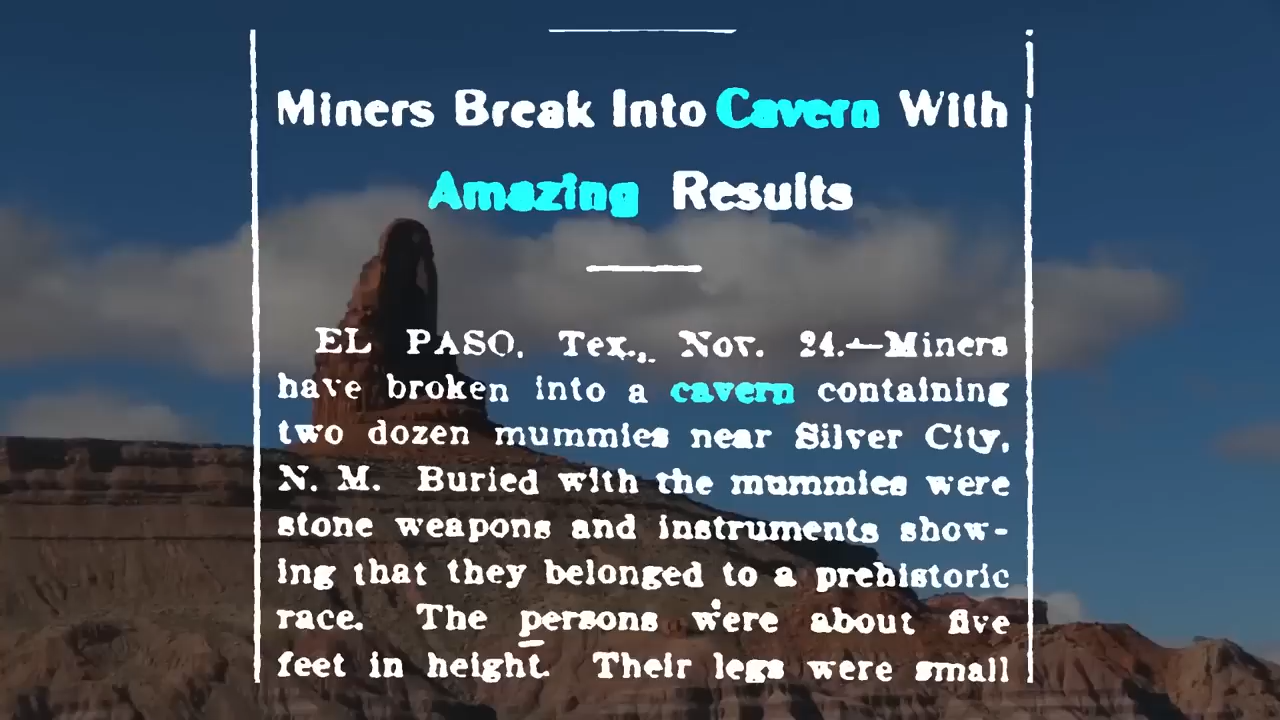 Miners Break Into Cavern With
Amazing Results
EL PASO, Tex., Nov. 24.—Miners
have broken into a cavern containing
two dozen mummies near Silver City,
N. M. Buried with the mummies were
stone weapons and instruments show-
ing that they belonged to a prehistoric
race. The persons were about five
feet in height. Their legs were small